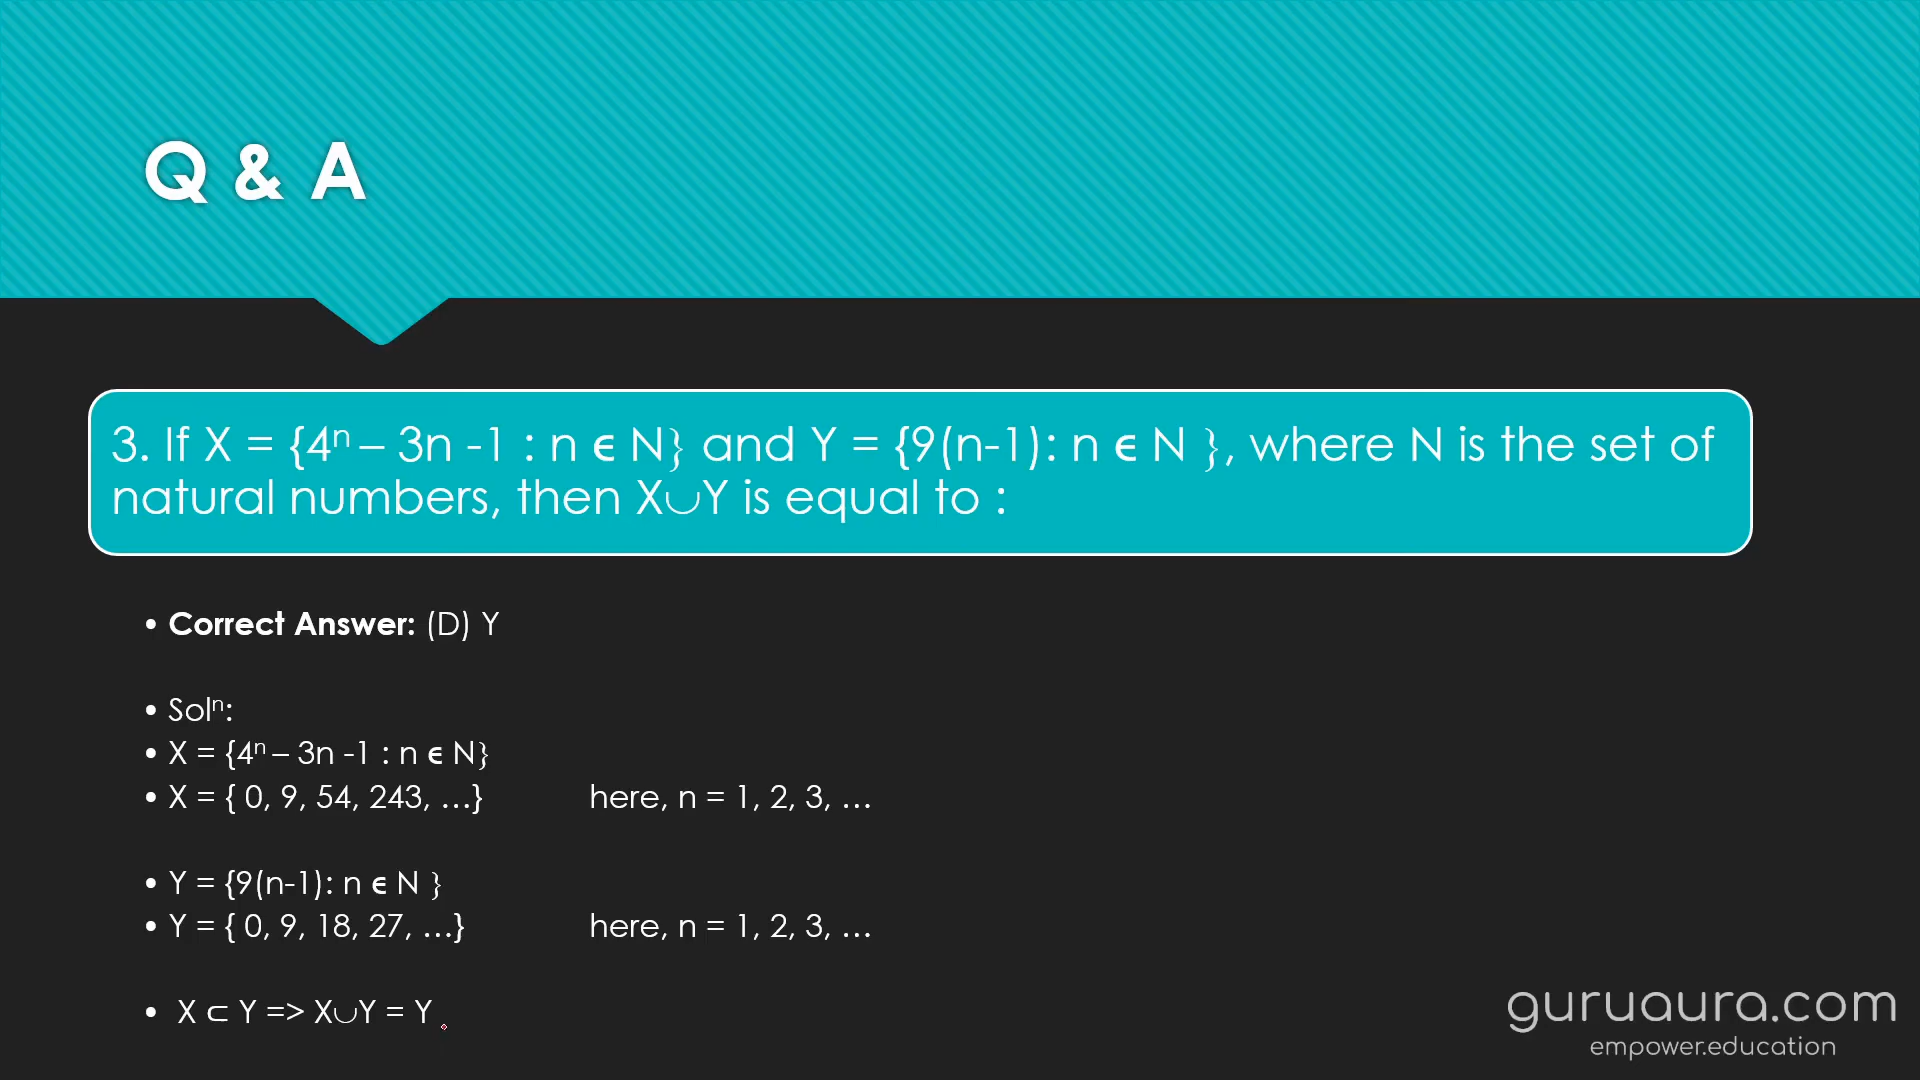 Q & A
3. If X = {4ⁿ – 3n -1 : n ϵ N} and Y = {9(n-1): n ϵ N }, where N is the set of
natural numbers, then X∪Y is equal to :
• Correct Answer: (D) Y
• Solⁿ:
• X = {4ⁿ – 3n -1 : n ϵ N}
• X = { 0, 9, 54, 243, …} here, n = 1, 2, 3, …
• Y = {9(n-1): n ϵ N }
• Y = { 0, 9, 18, 27, …} here, n = 1, 2, 3, …
• X ⊂ Y => X∪Y = Y
guruaura.com
empower.education